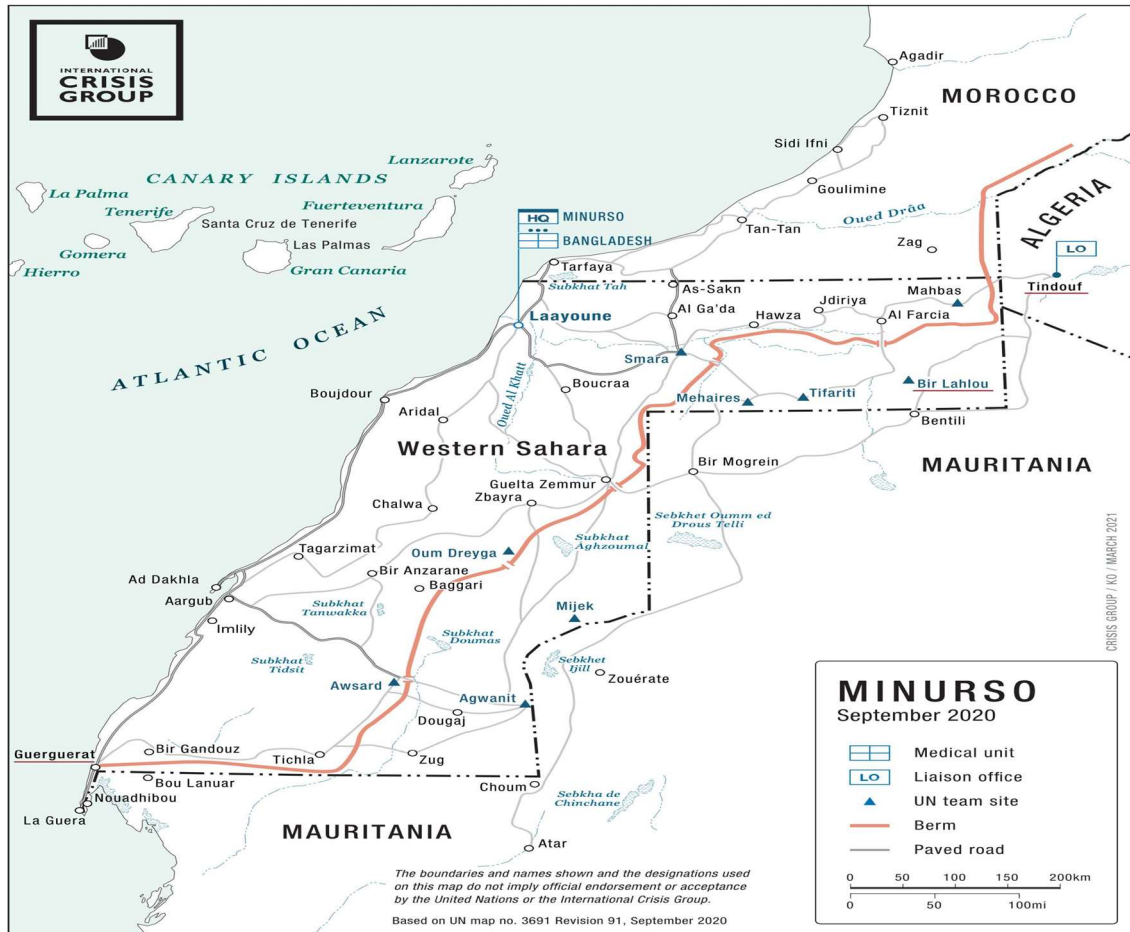 INTERNATIONAL
CRISIS
GROUP
Agadir
MOROCCO
Tiznit
Sidi Ifni
Goulimine
Oued Drâa
Tan-Tan
Zag
ALGERIA
LO
Tindouf
Lanzarote
CANARY ISLANDS
La Palma
Fuerteventura
Tenerife
Santa Cruz de Tenerife
Gomera
Las Palmas
Hierro
Gran Canaria
HQ MINURSO
BANGLADESH
Tarfaya
Subkhat Tah
As-Sakn
Mahbas
Jdiriya
Al Ga'da
Hawza
Al Farcia
Laayoune
ATLANTIC OCEAN
Smara
Boucraa
Oued Al Khatt
Bir Lahlou
Mehaires
Tifariti
Boujdour
Aridal
Bentili
Western Sahara
MAURITANIA
Bir Mogrein
Guelta Zemmur
Zbayra
Chalwa
Sebkhet Oumm ed
Drous Telli
Subkhat
Aghzoumal
Oum Dreyga
Tagarzimat
Bir Anzarane
Baggari
Ad Dakhla
Aargub
Imlily
Subkhat
Tanwakka
Mijek
Subkhat
Doumas
Subkhat
Tidsit
Sebkhet
Ijill
Zouérate
Awsard
Agwanit
Dougaj
Guerguerat
Bir Gandouz
Tichla
Zug
Bou Lanuar
Nouadhibou
La Guera
Choum
Sebkha de
Chinchane
MAURITANIA
Atar
CRISIS GROUP / KO / MARCH 2021
MINURSO
September 2020
Medical unit
LO Liaison office
UN team site
Berm
Paved road
0 50 100 150 200km
0 50 100mi
The boundaries and names shown and the designations used
on this map do not imply official endorsement or acceptance
by the United Nations or the International Crisis Group.
Based on UN map no. 3691 Revision 91, September 2020